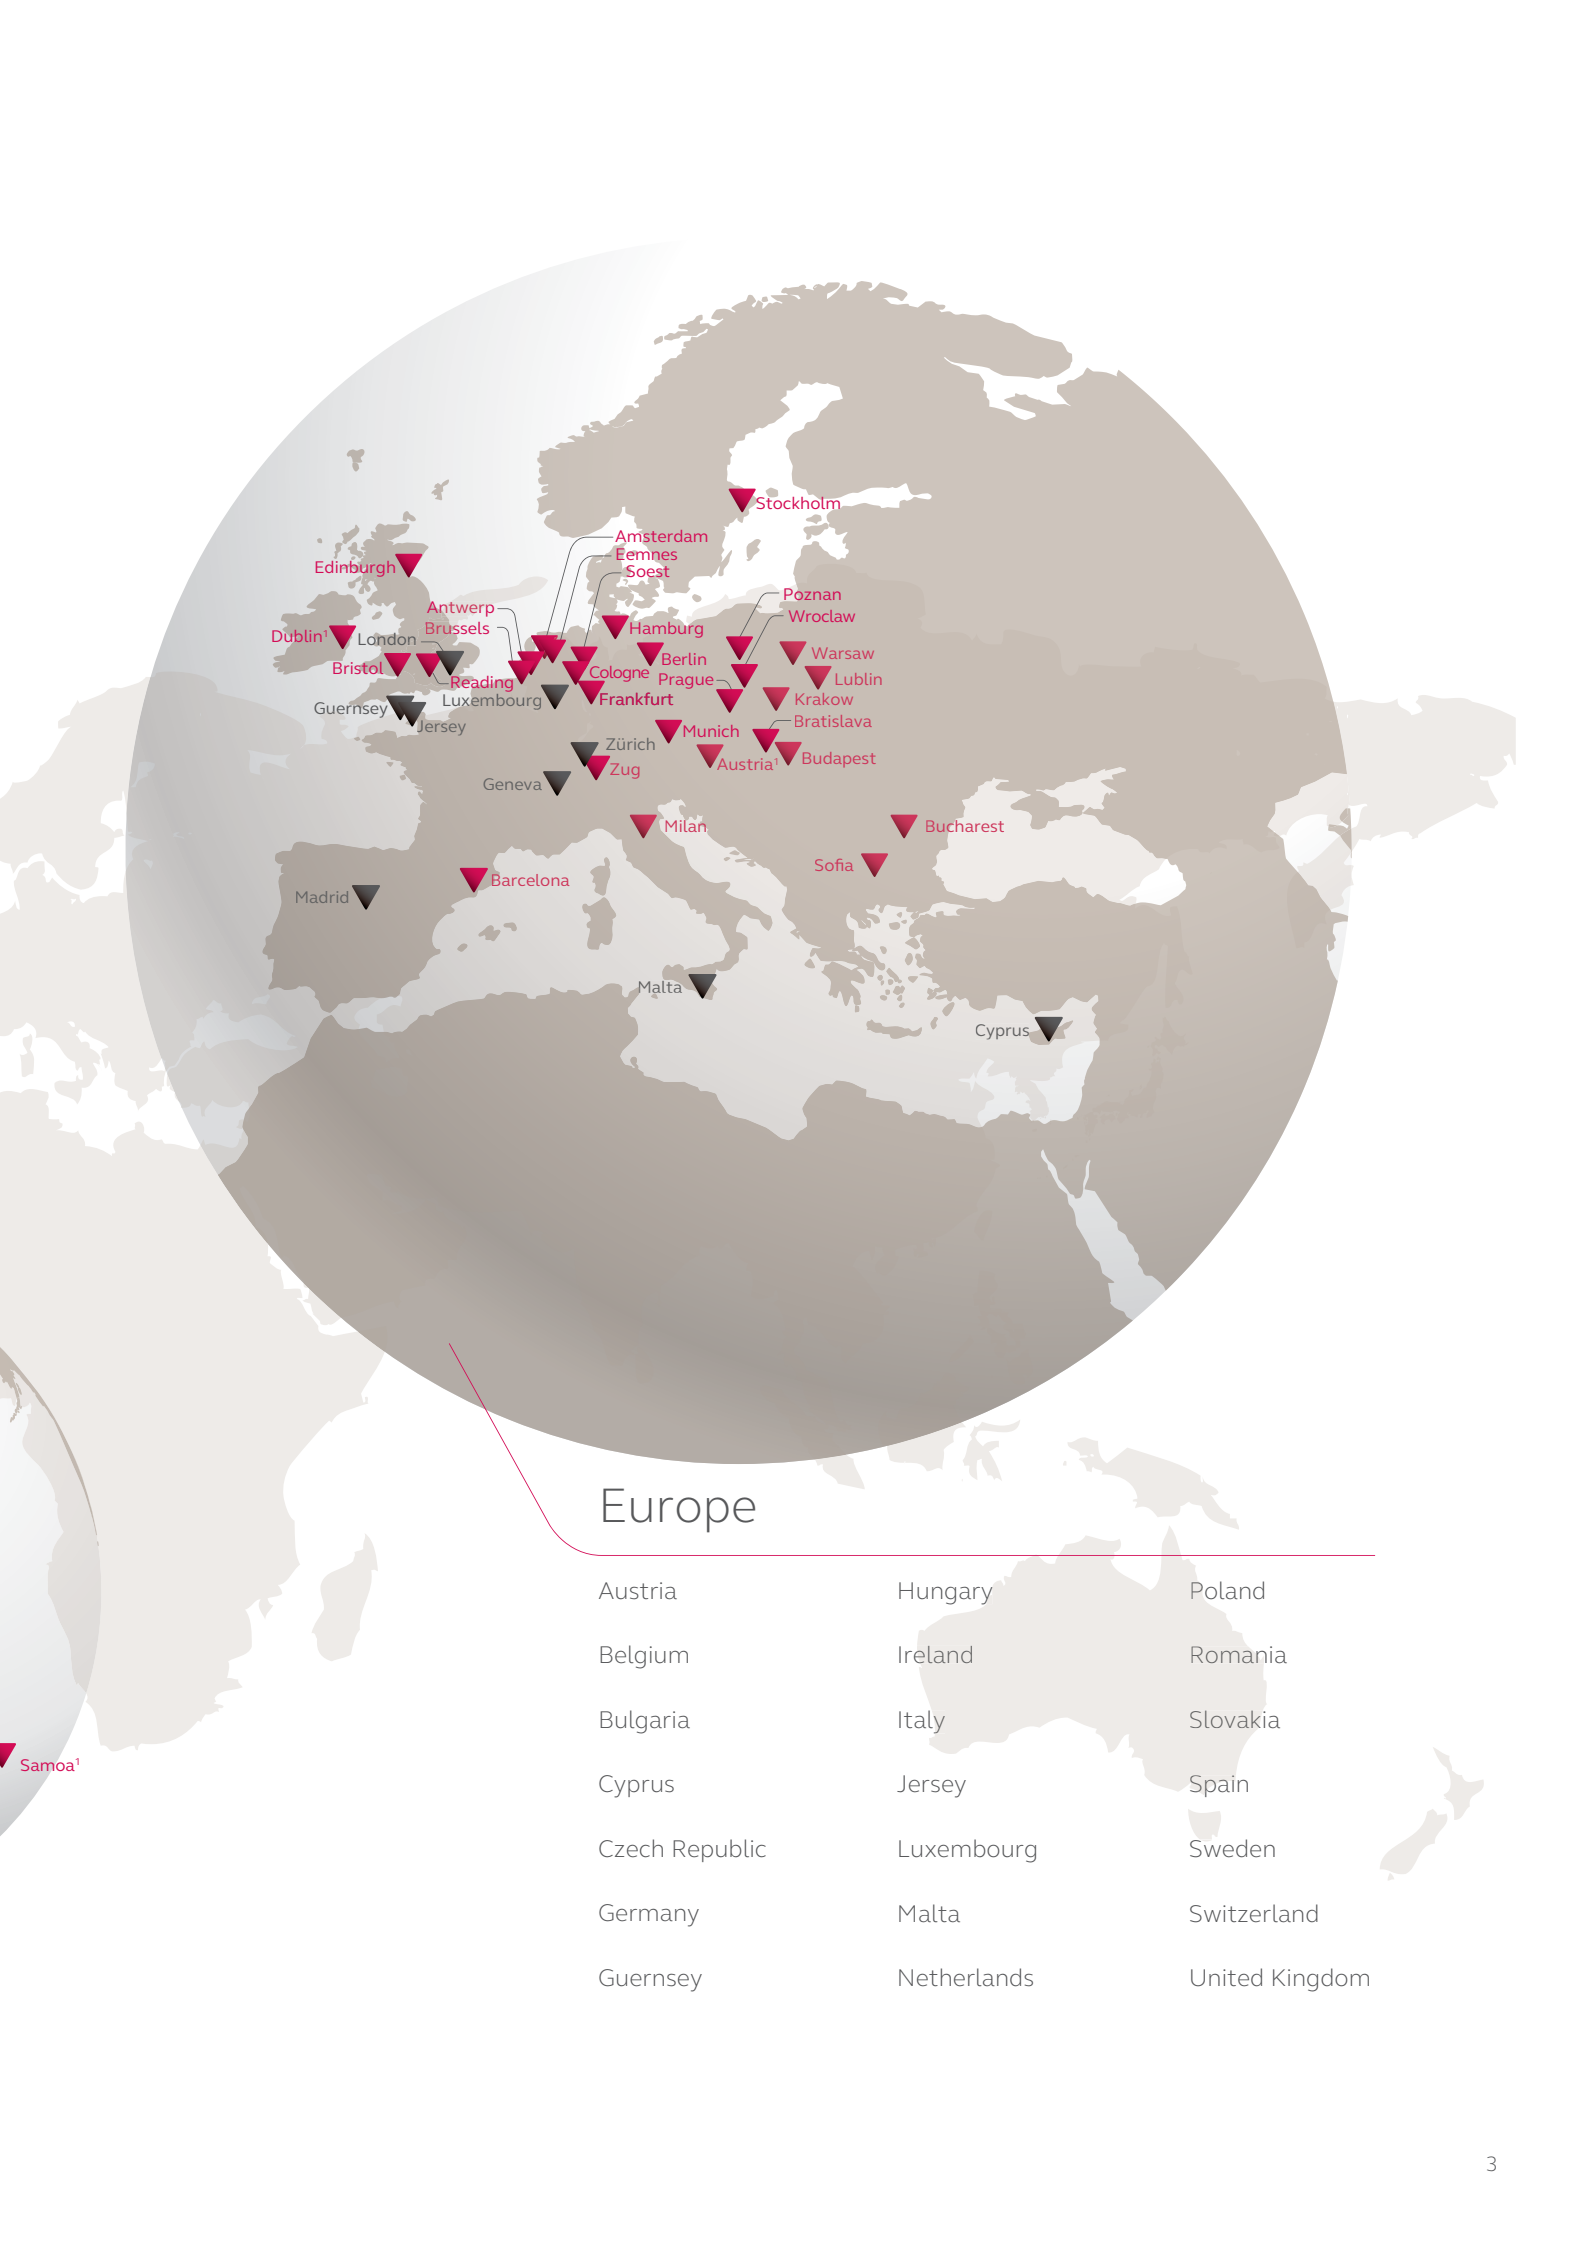 Stockholm
Amsterdam
Eemnes
Soest
Edinburgh
Poznan
Antwerp
Wroclaw
Brussels
Hamburg
Dublin¹
London
Warsaw
Berlin
Bristol
Cologne
Prague
Lublin
Reading
Luxembourg
Frankfurt
Krakow
Guernsey
Bratislava
Jersey
Munich
Zürich
Budapest
Austria¹
Zug
Geneva
Milan
Bucharest
Sofia
Barcelona
Madrid
Malta
Cyprus
Europe
Austria
Belgium
Bulgaria
Cyprus
Czech Republic
Germany
Guernsey
Hungary
Ireland
Italy
Jersey
Luxembourg
Malta
Netherlands
Poland
Romania
Slovakia
Spain
Sweden
Switzerland
United Kingdom
Samoa¹
3